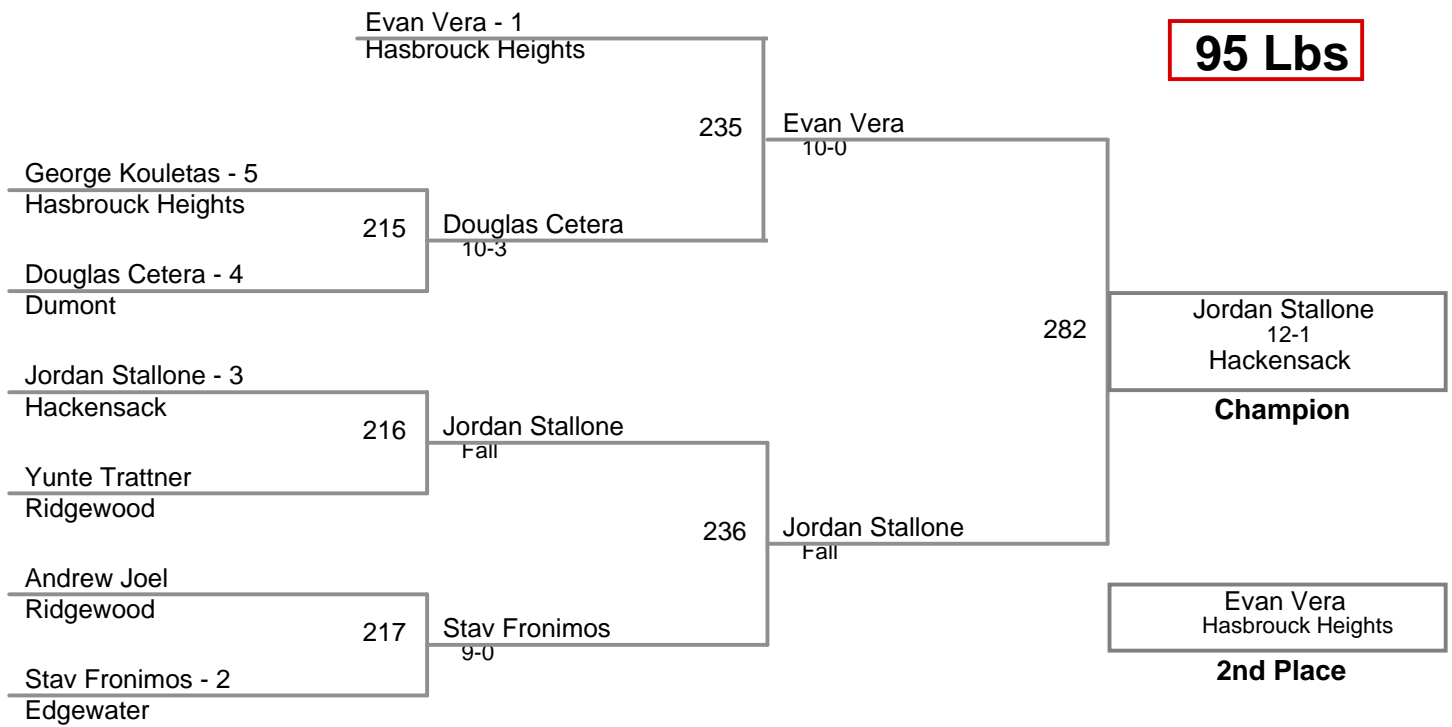 Evan Vera - 1
Hasbrouck Heights
95 Lbs
235
Evan Vera
10-0
George Kouletas - 5
Hasbrouck Heights
215
Douglas Cetera
10-3
Douglas Cetera - 4
Dumont
282
Jordan Stallone
12-1
Hackensack
Champion
Jordan Stallone - 3
Hackensack
216
Jordan Stallone
Fall
Yunte Trattner
Ridgewood
236
Jordan Stallone
Fall
Andrew Joel
Ridgewood
217
Stav Fronimos
9-0
Stav Fronimos - 2
Edgewater
Evan Vera
Hasbrouck Heights
2nd Place